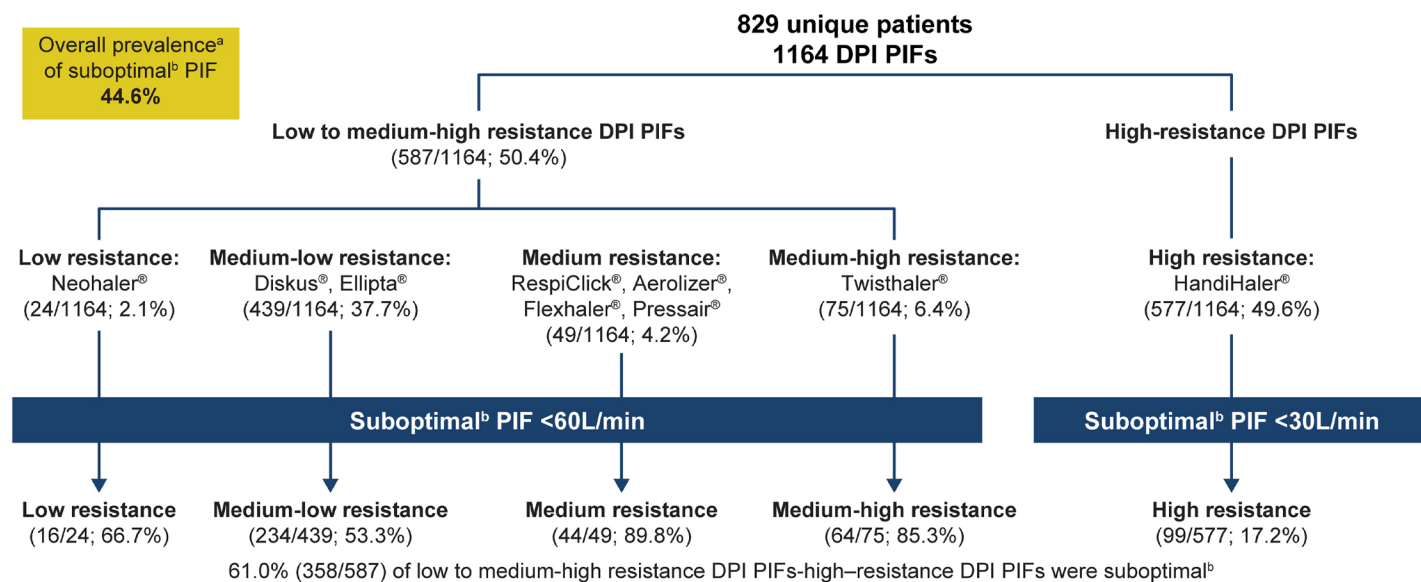 829 unique patients
1164 DPI PIFs
Overall prevalenceᵃ
of suboptimalᵇ PIF
44.6%
Low to medium-high resistance DPI PIFs
(587/1164; 50.4%)
High-resistance DPI PIFs
Low resistance:
Neohaler®
(24/1164; 2.1%)
Medium-low resistance:
Diskus®, Ellipta®
(439/1164; 37.7%)
Medium resistance:
RespiClick®, Aerolizer®,
Flexhaler®, Pressair®
(49/1164; 4.2%)
Medium-high resistance:
Twisthaler®
(75/1164; 6.4%)
High resistance:
HandiHaler®
(577/1164; 49.6%)
Suboptimalᵇ PIF <60L/min
Suboptimalᵇ PIF <30L/min
Low resistance
(16/24; 66.7%)
Medium-low resistance
(234/439; 53.3%)
Medium resistance
(44/49; 89.8%)
Medium-high resistance
(64/75; 85.3%)
High resistance
(99/577; 17.2%)
61.0% (358/587) of low to medium-high resistance DPI PIFs-high–resistance DPI PIFs were suboptimalᵇ